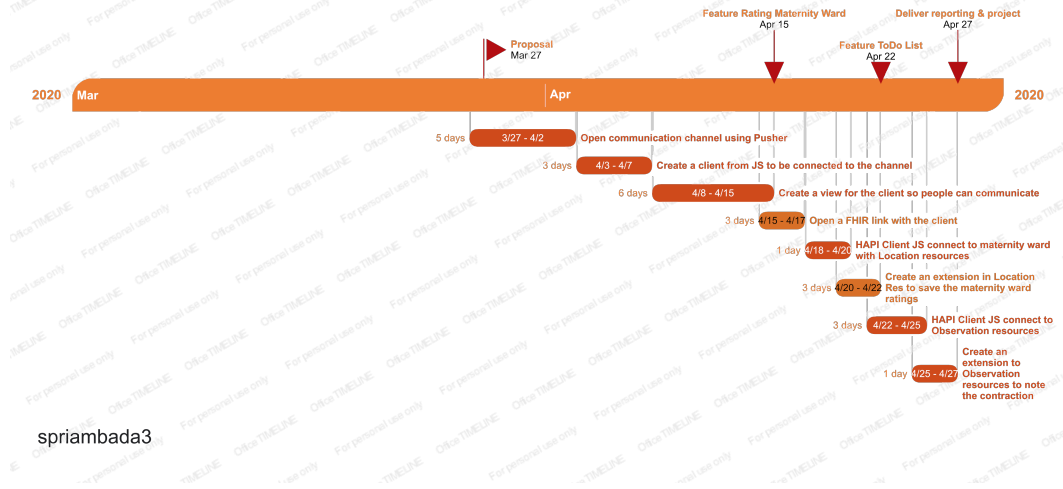 Feature Rating Maternity Ward
Apr 15
Deliver reporting & project
Apr 27
Proposal
Mar 27
Feature ToDo List
Apr 22
2020
Mar
Apr
2020
5 days
3/27 - 4/2
Open communication channel using Pusher
3 days
4/3 - 4/7
Create a client from JS to be connected to the channel
6 days
4/8 - 4/15
Create a view for the client so people can communicate
3 days
4/15 - 4/17
Open a FHIR link with the client
1 day
4/18 - 4/20
HAPI Client JS connect to maternity ward
with Location resources
3 days
4/20 - 4/22
Create an extension in Location
Res to save the maternity ward
ratings
3 days
4/22 - 4/25
HAPI Client JS connect to
Observation resources
1 day
4/25 - 4/27
Create an
extension to
Observation
resources to note
the contraction
spriambada3
For personal use only
Office TIMELINE